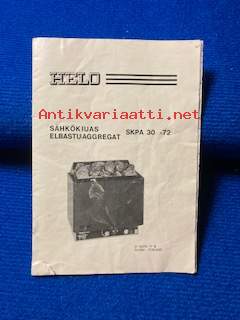 HELO
Antikvariaatti.net
SÄHKÖKIUAS
ELBASTUAGGREGAT
SKPA 30 -72